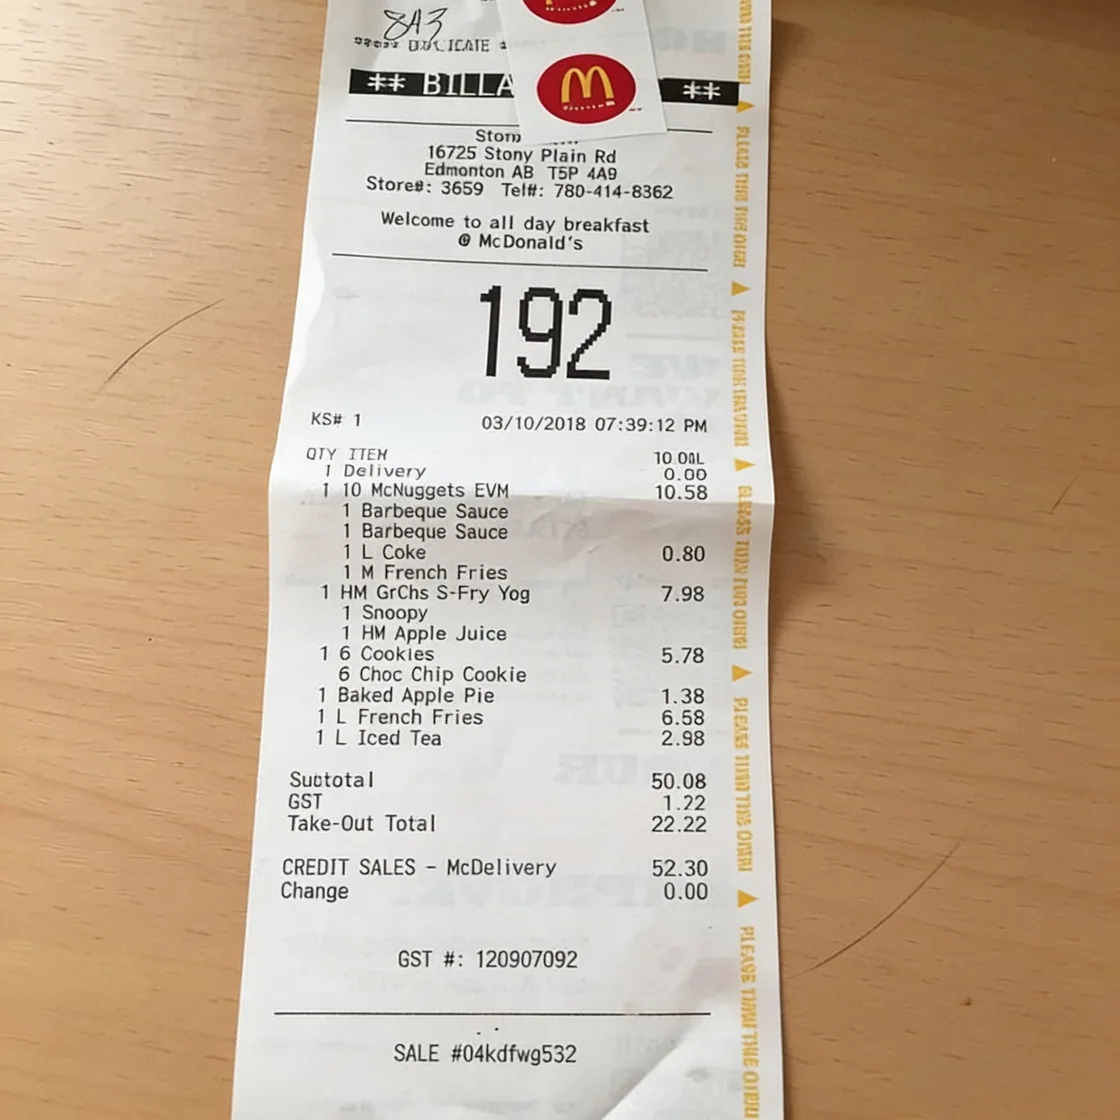 843
DUPLICATE
** BILLA **
16725 Stony Plain Rd
Edmonton AB T5P 4A9
Store#: 3659 Tel#: 780-414-8362
Welcome to all day breakfast
@ McDonald's
192
KS# 1 03/10/2018 07:39:12 PM
QTY ITEM
1 Delivery 0.00
1 10 McNuggets EVM 10.58
1 Barbeque Sauce
1 Barbeque Sauce
1 L Coke 0.80
1 M French Fries
1 HM GrChs S-Fry Yog 7.98
1 Snoopy
1 HM Apple Juice
1 6 Cookies 5.78
6 Choc Chip Cookie
1 Baked Apple Pie 1.38
1 L French Fries 6.58
1 L Iced Tea 2.98
Subtotal 50.08
GST 1.22
Take-Out Total 22.22
CREDIT SALES - McDelivery 52.30
Change 0.00
GST #: 120907092
SALE #04kdfwg532